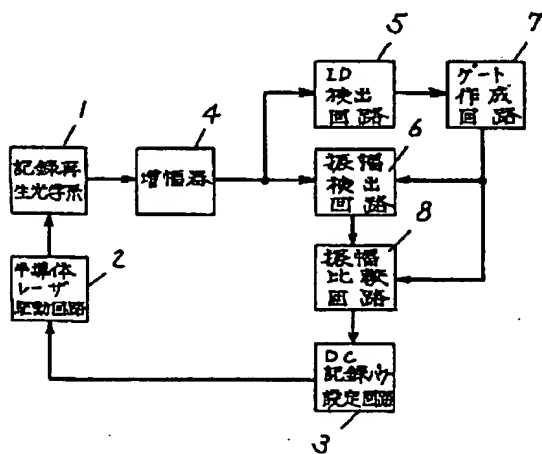 5
7
ID
検出
回路
ゲート
作成
回路
1
4
6
記録再
生光学系
増幅器
振幅
検出
回路
8
2
半導体
レーザ
駆動回路
振幅
比較
回路
DC
記録パワー
設定回路
3